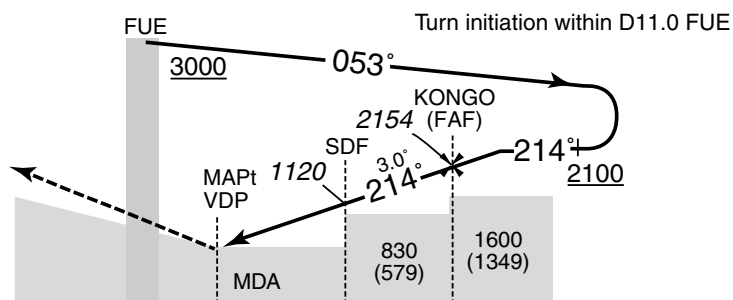 Turn initiation within D11.0 FUE
FUE
3000
053°
KONGO
(FAF)
2154
SDF
214°
2100
3.0°
214°
1120
MAPt
VDP
1600
(1349)
830
(579)
MDA